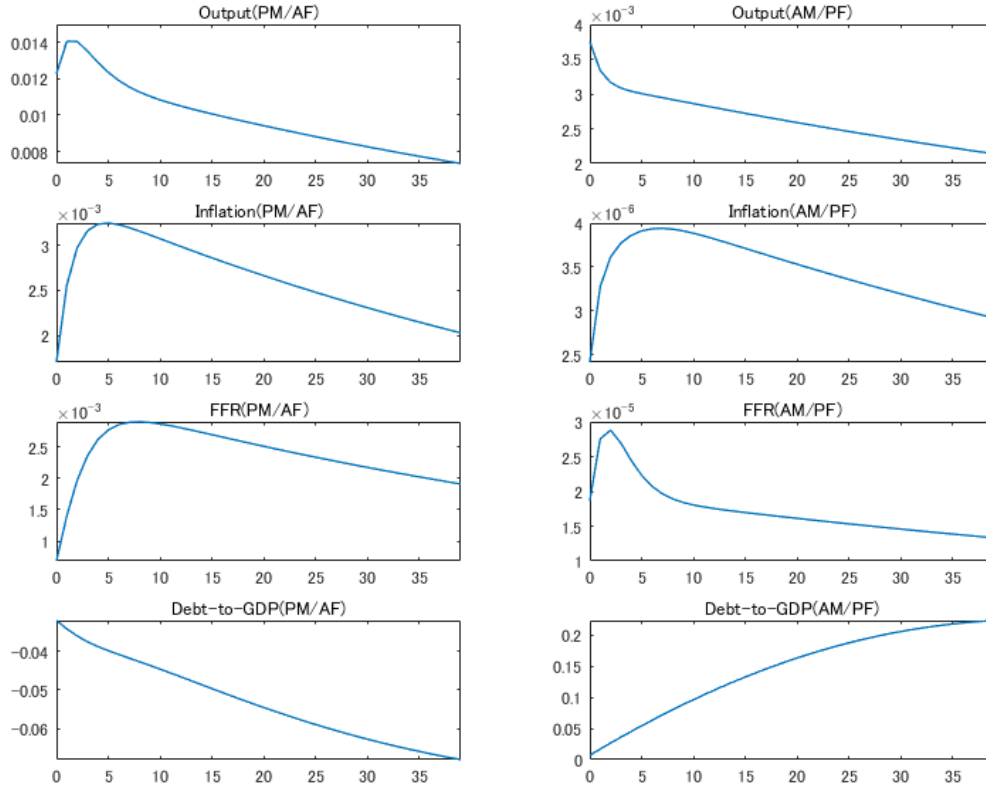 Output(PM/AF)
0.014
0.012
0.01
0.008
0 5 10 15 20 25 30 35
Output(AM/PF)
× 10⁻³
4
3.5
3
2.5
2
0 5 10 15 20 25 30 35
Inflation(PM/AF)
× 10⁻³
3
2.5
2
0 5 10 15 20 25 30 35
Inflation(AM/PF)
× 10⁻⁶
4
3.5
3
2.5
0 5 10 15 20 25 30 35
FFR(PM/AF)
× 10⁻³
2.5
2
1.5
1
0 5 10 15 20 25 30 35
FFR(AM/PF)
× 10⁻⁵
3
2.5
2
1.5
1
0 5 10 15 20 25 30 35
Debt-to-GDP(PM/AF)
-0.04
-0.05
-0.06
0 5 10 15 20 25 30 35
Debt-to-GDP(AM/PF)
0.2
0.15
0.1
0.05
0
0 5 10 15 20 25 30 35